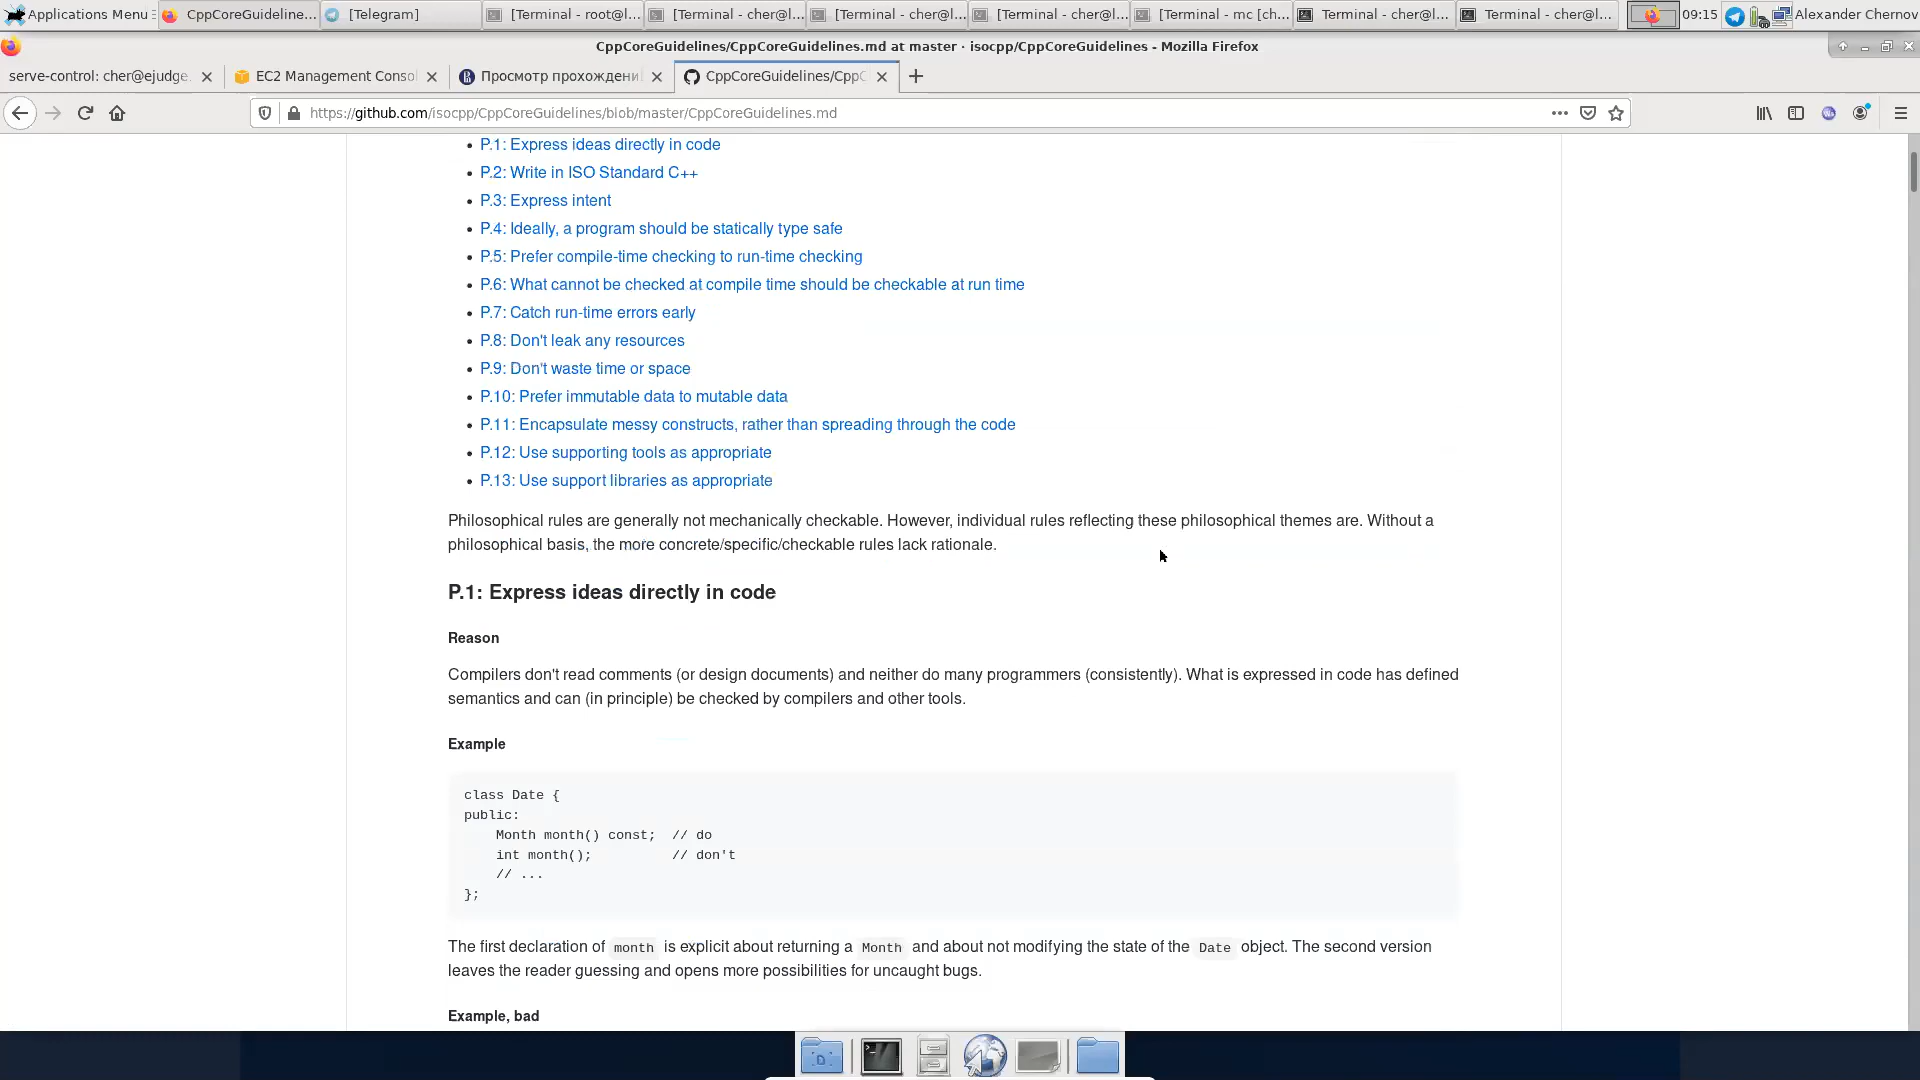 Applications Menu
CppCoreGuideline...
[Telegram]
[Terminal - root@l...
[Terminal - cher@l...
[Terminal - cher@l...
[Terminal - cher@l...
[Terminal - mc [ch...
Terminal - cher@l...
Terminal - cher@l...
09:15
Alexander Chernov
CppCoreGuidelines/CppCoreGuidelines.md at master · isocpp/CppCoreGuidelines - Mozilla Firefox
serve-control: cher@ejudge
EC2 Management Consol
Просмотр прохождени
CppCoreGuidelines/CppC
https://github.com/isocpp/CppCoreGuidelines/blob/master/CppCoreGuidelines.md
• P.1: Express ideas directly in code
• P.2: Write in ISO Standard C++
• P.3: Express intent
• P.4: Ideally, a program should be statically type safe
• P.5: Prefer compile-time checking to run-time checking
• P.6: What cannot be checked at compile time should be checkable at run time
• P.7: Catch run-time errors early
• P.8: Don't leak any resources
• P.9: Don't waste time or space
• P.10: Prefer immutable data to mutable data
• P.11: Encapsulate messy constructs, rather than spreading through the code
• P.12: Use supporting tools as appropriate
• P.13: Use support libraries as appropriate
Philosophical rules are generally not mechanically checkable. However, individual rules reflecting these philosophical themes are. Without a
philosophical basis, the more concrete/specific/checkable rules lack rationale.
P.1: Express ideas directly in code
Reason
Compilers don't read comments (or design documents) and neither do many programmers (consistently). What is expressed in code has defined
semantics and can (in principle) be checked by compilers and other tools.
Example
class Date {
public:
    Month month() const;  // do
    int month();          // don't
    // ...
};
The first declaration of month is explicit about returning a Month and about not modifying the state of the Date object. The second version
leaves the reader guessing and opens more possibilities for uncaught bugs.
Example, bad